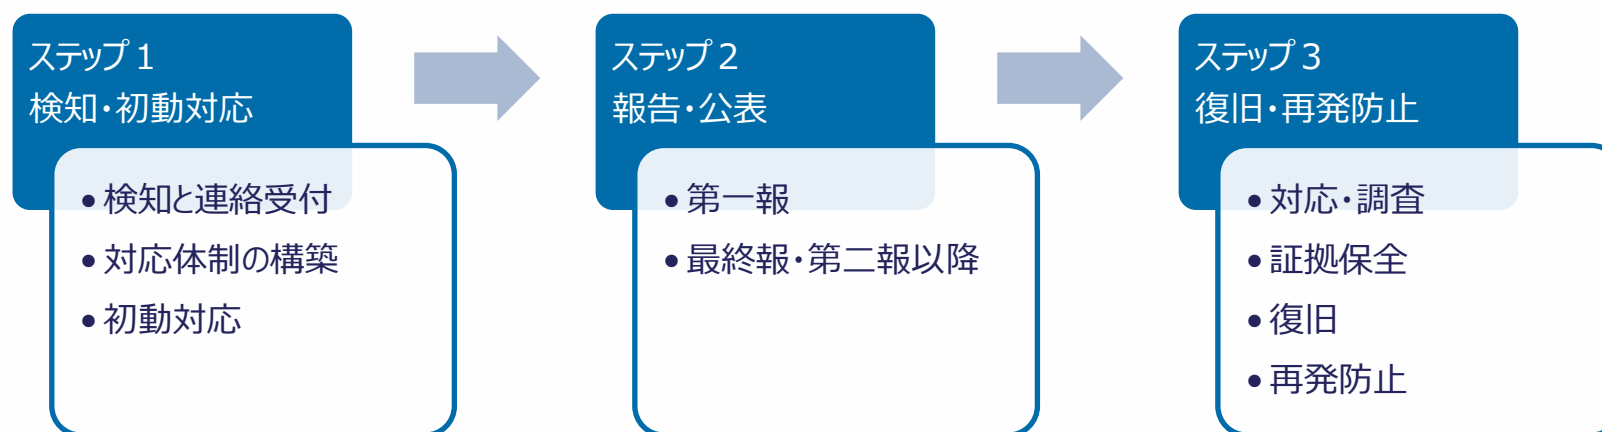 ステップ１
検知・初動対応
• 検知と連絡受付
• 対応体制の構築
• 初動対応
ステップ２
報告・公表
• 第一報
• 最終報・第二報以降
ステップ３
復旧・再発防止
• 対応・調査
• 証拠保全
• 復旧
• 再発防止